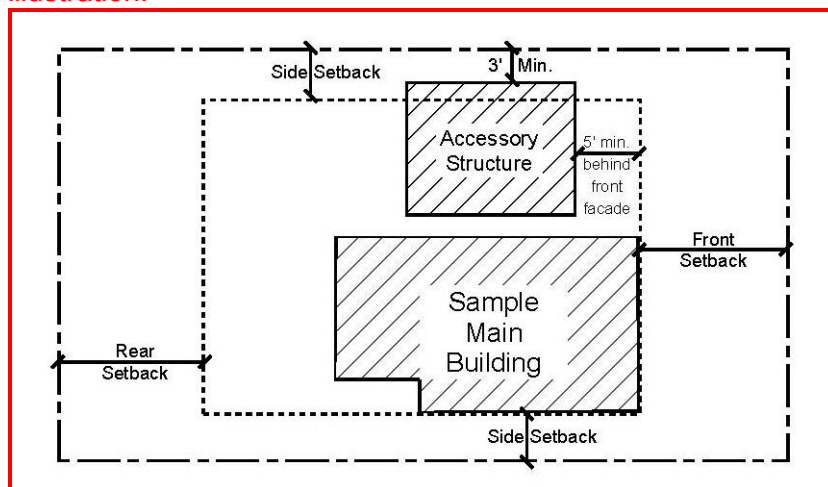 Illustration:
Side Setback
3' Min.
Accessory
Structure
5' min.
behind
front
facade
Front
Setback
Sample
Main
Building
Rear
Setback
Side Setback